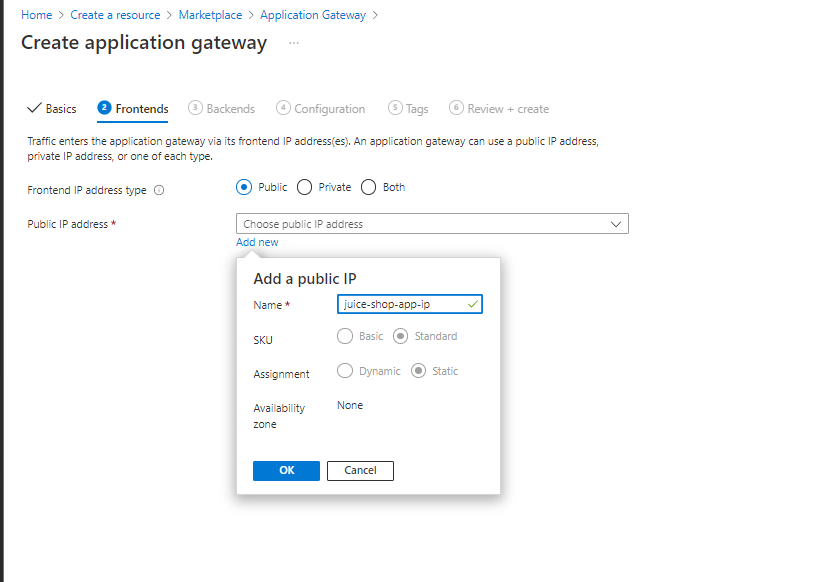 Home > Create a resource > Marketplace > Application Gateway >
Create application gateway ...
Basics 2 Frontends 3 Backends 4 Configuration 5 Tags 6 Review + create
Traffic enters the application gateway via its frontend IP address(es). An application gateway can use a public IP address,
private IP address, or one of each type.
Frontend IP address type Public Private Both
Public IP address * Choose public IP address
Add new
Add a public IP
Name * juice-shop-app-ip
SKU Basic Standard
Assignment Dynamic Static
Availability None
zone
OK Cancel